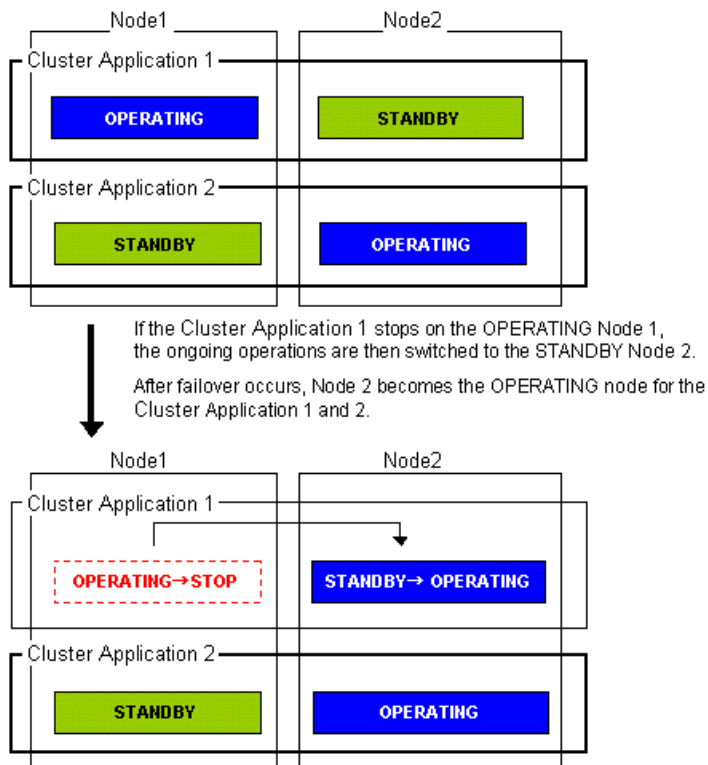 Node1 Node2
Cluster Application 1
OPERATING STANDBY
Cluster Application 2
STANDBY OPERATING
If the Cluster Application 1 stops on the OPERATING Node 1,
the ongoing operations are then switched to the STANDBY Node 2.
After failover occurs, Node 2 becomes the OPERATING node for the
Cluster Application 1 and 2.
Node1 Node2
Cluster Application 1
OPERATING→STOP STANDBY→ OPERATING
Cluster Application 2
STANDBY OPERATING